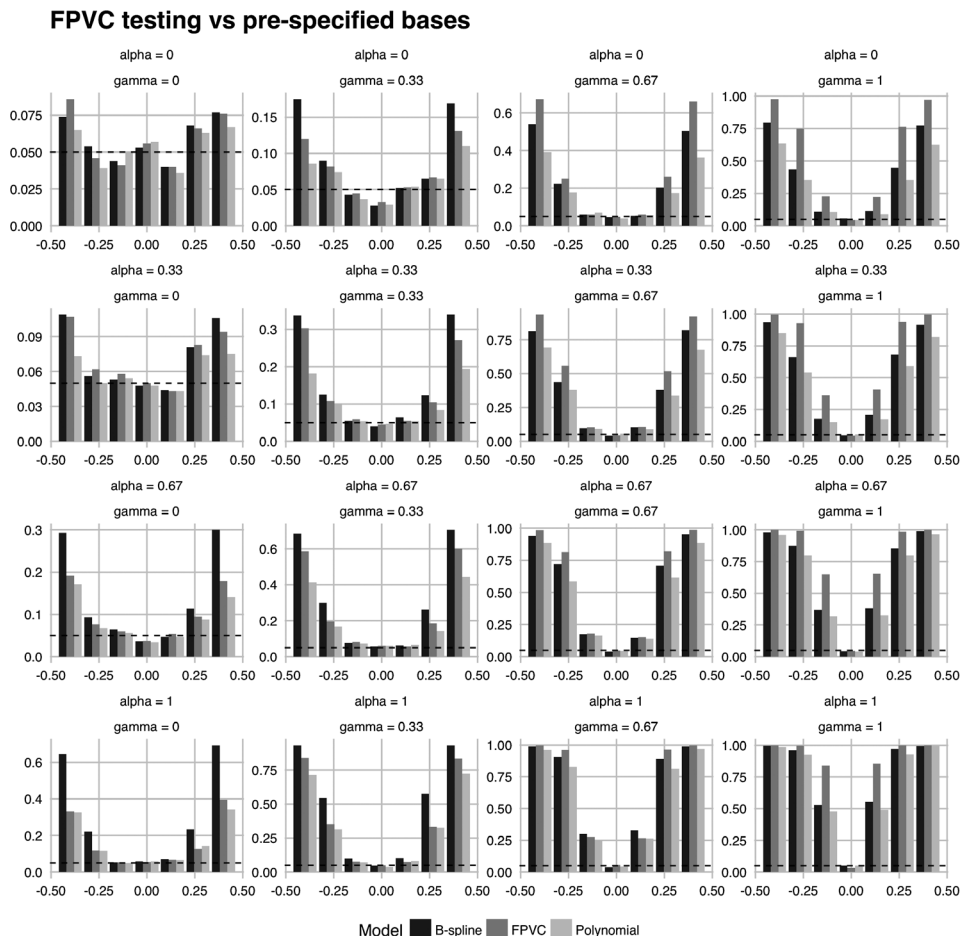 FPVC testing vs pre-specified bases
alpha = 0 alpha = 0 alpha = 0 alpha = 0
gamma = 0 gamma = 0.33 gamma = 0.67 gamma = 1
0.075 0.050 0.025 0.000
0.15 0.10 0.05 0.00
0.6 0.4 0.2 0.0
1.00 0.75 0.50 0.25 0.00
-0.50 -0.25 0.00 0.25 0.50 -0.50 -0.25 0.00 0.25 0.50 -0.50 -0.25 0.00 0.25 0.50 -0.50 -0.25 0.00 0.25 0.50
alpha = 0.33 alpha = 0.33 alpha = 0.33 alpha = 0.33
gamma = 0 gamma = 0.33 gamma = 0.67 gamma = 1
0.09 0.06 0.03 0.00
0.3 0.2 0.1 0.0
0.75 0.50 0.25 0.00
1.00 0.75 0.50 0.25 0.00
-0.50 -0.25 0.00 0.25 0.50 -0.50 -0.25 0.00 0.25 0.50 -0.50 -0.25 0.00 0.25 0.50 -0.50 -0.25 0.00 0.25 0.50
alpha = 0.67 alpha = 0.67 alpha = 0.67 alpha = 0.67
gamma = 0 gamma = 0.33 gamma = 0.67 gamma = 1
0.3 0.2 0.1 0.0
0.6 0.4 0.2 0.0
1.00 0.75 0.50 0.25 0.00
1.00 0.75 0.50 0.25 0.00
-0.50 -0.25 0.00 0.25 0.50 -0.50 -0.25 0.00 0.25 0.50 -0.50 -0.25 0.00 0.25 0.50 -0.50 -0.25 0.00 0.25 0.50
alpha = 1 alpha = 1 alpha = 1 alpha = 1
gamma = 0 gamma = 0.33 gamma = 0.67 gamma = 1
0.6 0.4 0.2 0.0
0.75 0.50 0.25 0.00
1.00 0.75 0.50 0.25 0.00
1.00 0.75 0.50 0.25 0.00
-0.50 -0.25 0.00 0.25 0.50 -0.50 -0.25 0.00 0.25 0.50 -0.50 -0.25 0.00 0.25 0.50 -0.50 -0.25 0.00 0.25 0.50
Model B-spline FPVC Polynomial